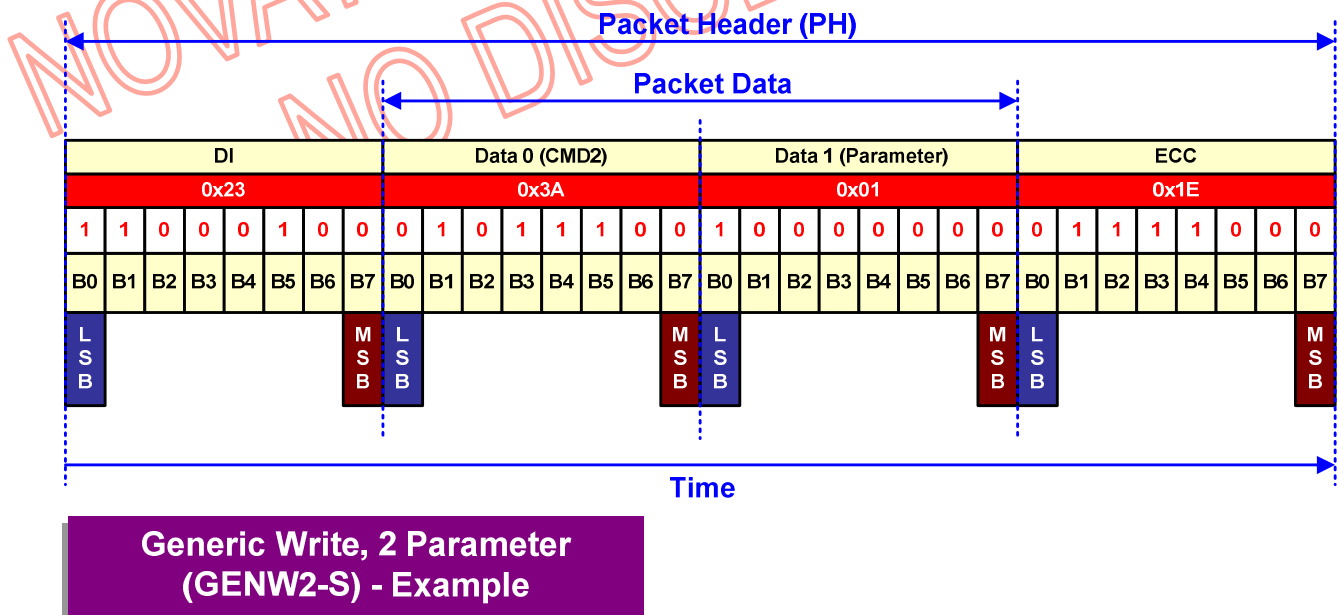 NOVA
NO DISC
Packet Header (PH)
Packet Data
DI Data 0 (CMD2) Data 1 (Parameter) ECC
0x23 0x3A 0x01 0x1E
1 1 0 0 0 1 0 0 0 1 0 1 1 1 0 0 1 0 0 0 0 0 0 0 0 1 1 1 1 0 0 0
B0 B1 B2 B3 B4 B5 B6 B7 B0 B1 B2 B3 B4 B5 B6 B7 B0 B1 B2 B3 B4 B5 B6 B7 B0 B1 B2 B3 B4 B5 B6 B7
LSB MSB LSB MSB LSB MSB LSB MSB
Time
Generic Write, 2 Parameter
(GENW2-S) - Example